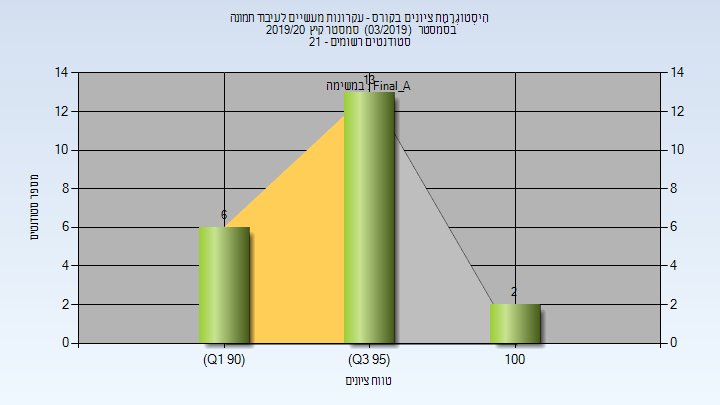 היסטוגרמת ציונים בקורס - עקרונות מעשיים לעיבוד תמונה
בסמסטר (03/2019) סמסטר קיץ 2019/20
סטודנטים רשומים - 21
במשימה : Final_A
מספר סטודנטים
14 14
12 12
10 10
8 8
6 6
4 4
2 2
0 0
6
13
2
(Q1 90) (Q3 95) 100
טווח ציונים